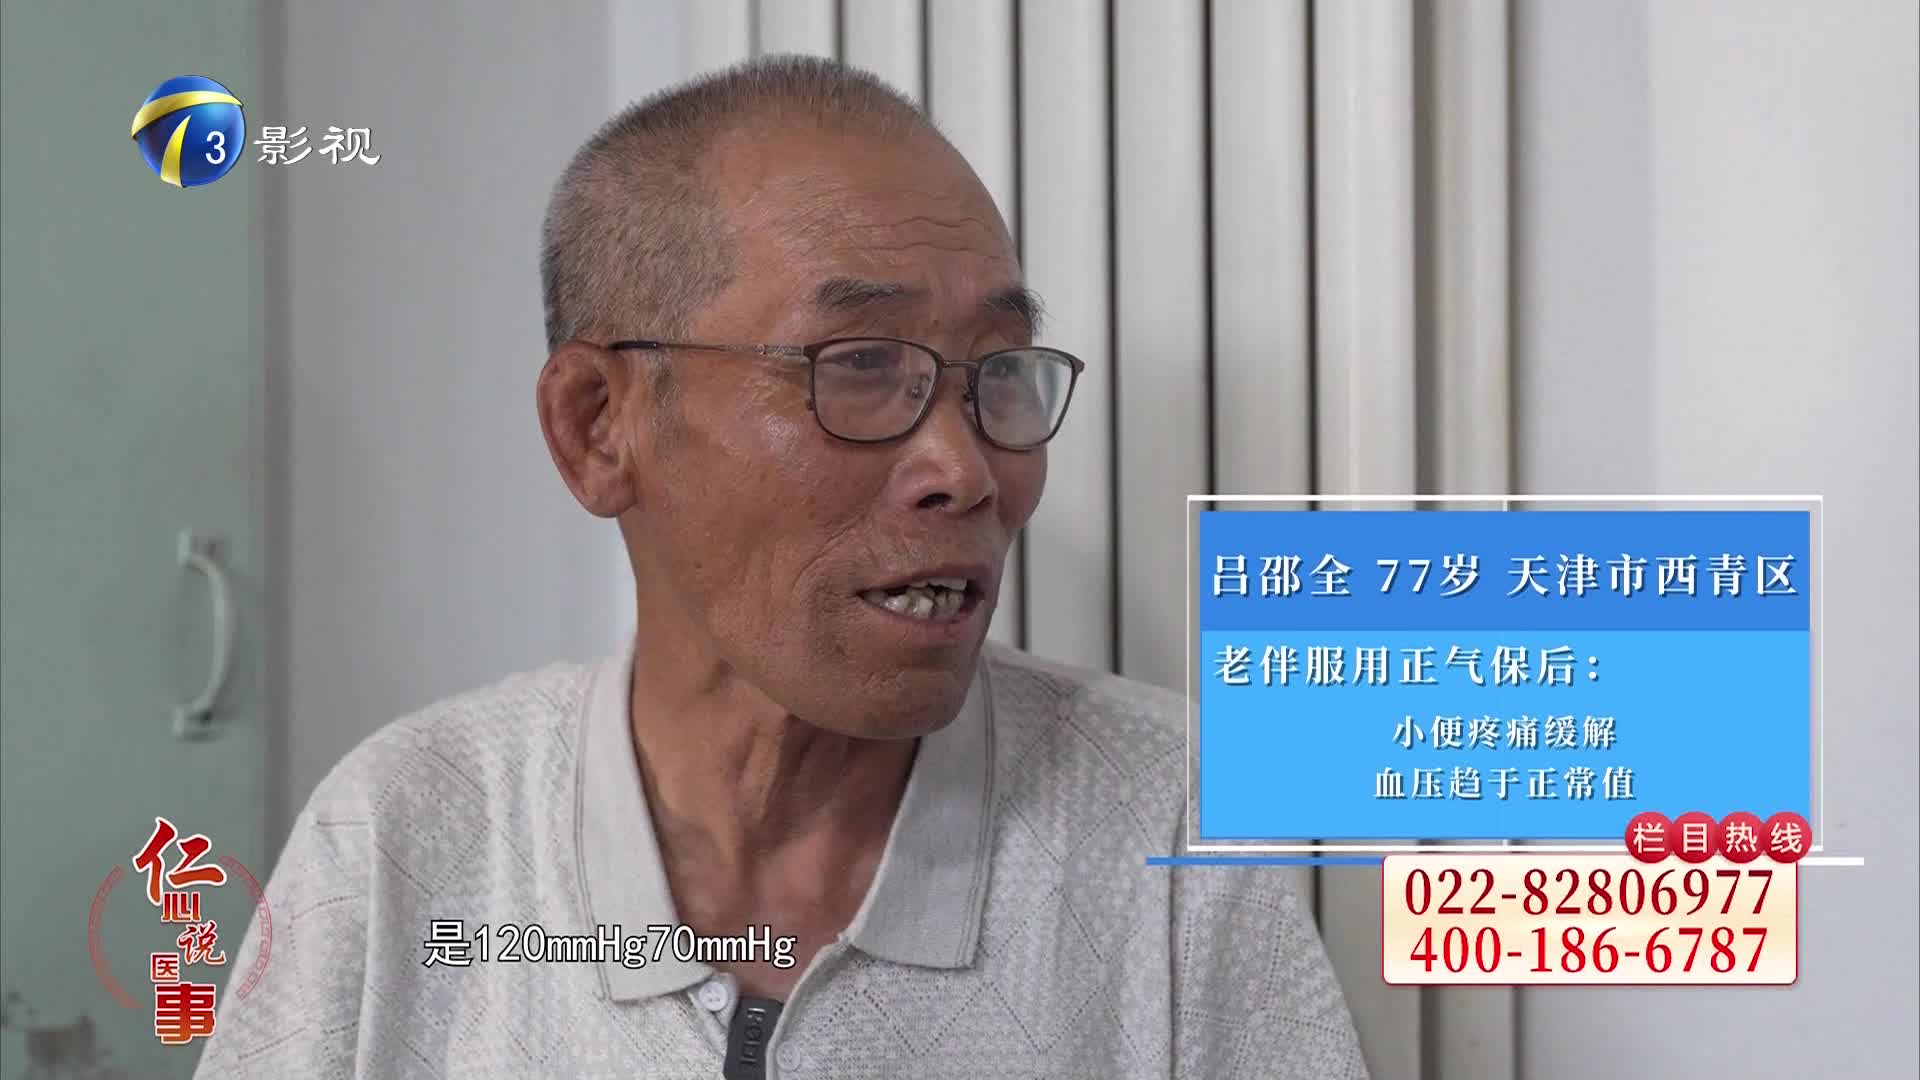 3 影视
吕邵全 77岁 天津市西青区
老伴服用正气保后：
小便疼痛缓解
血压趋于正常值
栏目热线
022-82806977
400-186-6787
是120mmHg70mmHg
仁心说医事